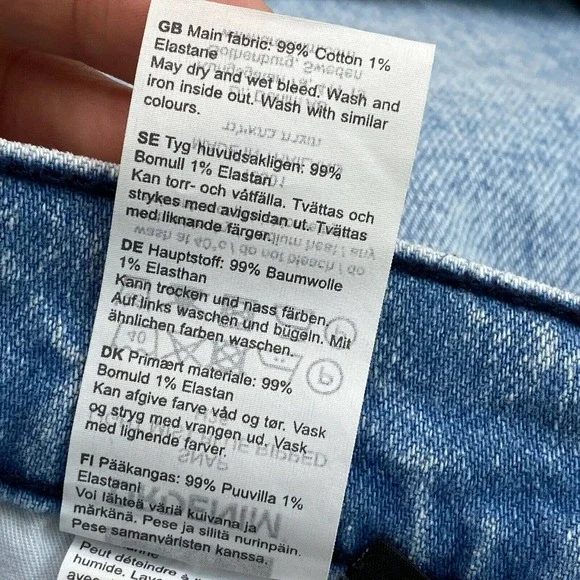 GB Main fabric: 99% Cotton 1%
Elastane
May dry and wet bleed. Wash and
iron inside out. Wash with similar
colours.
SE Tyg huvudsakligen: 99%
Bomull 1% Elastan
Kan torr- och våtfälla. Tvättas och
strykes med avigsidan ut. Tvättas
med liknande färger.
DE Hauptstoff: 99% Baumwolle
1% Elasthan
Kann trocken und nass färben.
Auf links waschen und bügeln. Mit
ähnlichen farben waschen.
DK Primært materiale: 99%
Bomuld 1% Elastan
Kan afgive farve våd og tør. Vask
og stryg med vrangen ud. Vask
med lignende farver.
FI Pääkangas: 99% Puuvilla 1%
Elastaani
Voi lähteä väriä kuivana ja
märkänä. Pese ja silitä nurinpäin.
Pese samanväristen kanssa.
Peut déteindre à
humide. 
avec